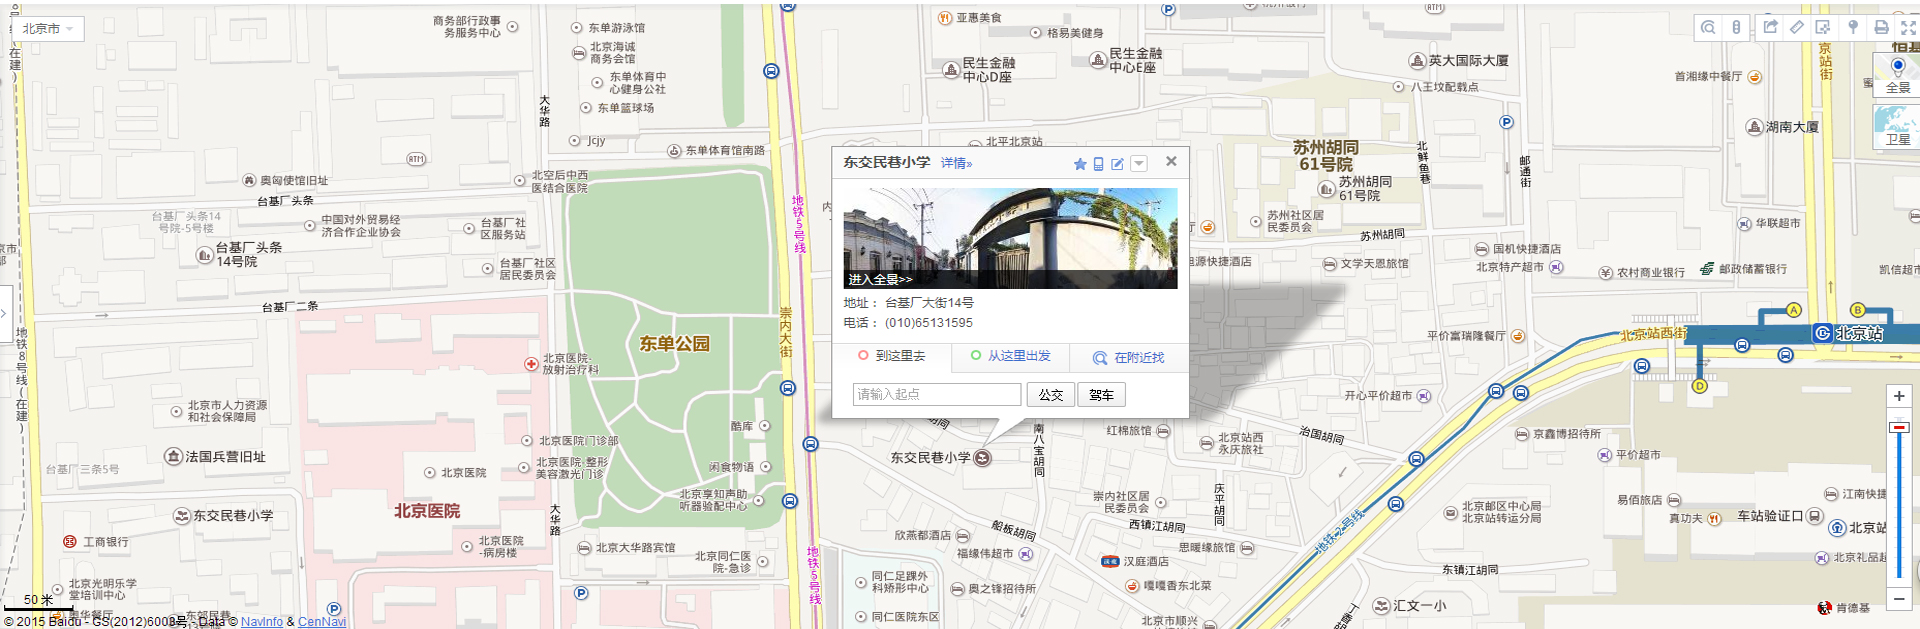 北京市
商务部行政事
务服务中心
东单游泳馆
北京海诚
商务会馆
东单体育中
心健身公社
东单篮球场
Jcjy
东单体育馆南路
大华路
亚惠美食
格易美健身
民生金融
中心D座
民生金融
中心E座
ATM
英大国际大厦
八王坟配载点
首湘缘中餐厅
京站街
全景
卫星
湖南大厦
苏州胡同
61号院
苏州胡同
61号院
北鲜鱼巷
邮通街
北平北京站
ATM
奥匈使馆旧址
台基厂头条
北空后中西
医结合医院
台基厂头条14
号院-5号楼
中国对外贸易经
济合作企业协会
台基厂社
区服务站
台基厂头条
14号院
台基厂社区
居民委员会
台基厂二条
地铁5号线
崇内大街
东单公园
东交民巷小学 详情»
进入全景>>
地址： 台基厂大街14号
电话： (010)65131595
到这里去
从这里出发
在附近找
请输入起点
公交
驾车
苏州社区居
民委员会
苏州胡同
电源快捷酒店
文学天恩旅馆
国机快捷酒店
北京特产超市
华联超市
农村商业银行
邮政储蓄银行
凯信超市
A
B
D
北京站西街
北京站
平价富瑞隆餐厅
开心平价超市
地铁8号线(在建)
北京医院-
放射治疗科
北京市人力资源
和社会保障局
法国兵营旧址
台基厂三条5号
北京医院门诊部
北京医院
北京医院-整形
美容激光门诊
北京医院
东交民巷小学
工商银行
北京医院
-病房楼
大华路
北京光明乐学
堂培训中心
奥华餐厅
东郊民巷
酷库
闲食物语
北京享知声助
听器验配中心
北京大华路宾馆
北京同仁医
院-急诊
地铁5号线
东交民巷小学
南八宝胡同
红棉旅馆
北京站西
永庆旅社
治国胡同
京鑫博招待所
平价超市
崇内社区居
民委员会
庆平胡同
船板胡同
西镇江胡同
欣燕都酒店
福缘伟超市
汉庭酒店
思暖缘旅馆
奥之锋招待所
嘎嘎香东北菜
同仁足踝外
科矫形中心
同仁医院东区
北京市顺兴
地铁2号线
东镇江胡同
汇文一小
北京邮区中心局
北京站转运分局
易佰旅店
真功夫
江南快捷
车站验证口
北京站
北京礼品超
肯德基
50 米
© 2015 Baidu - GS(2012)6003号 - Data © NavInfo & CenNavi